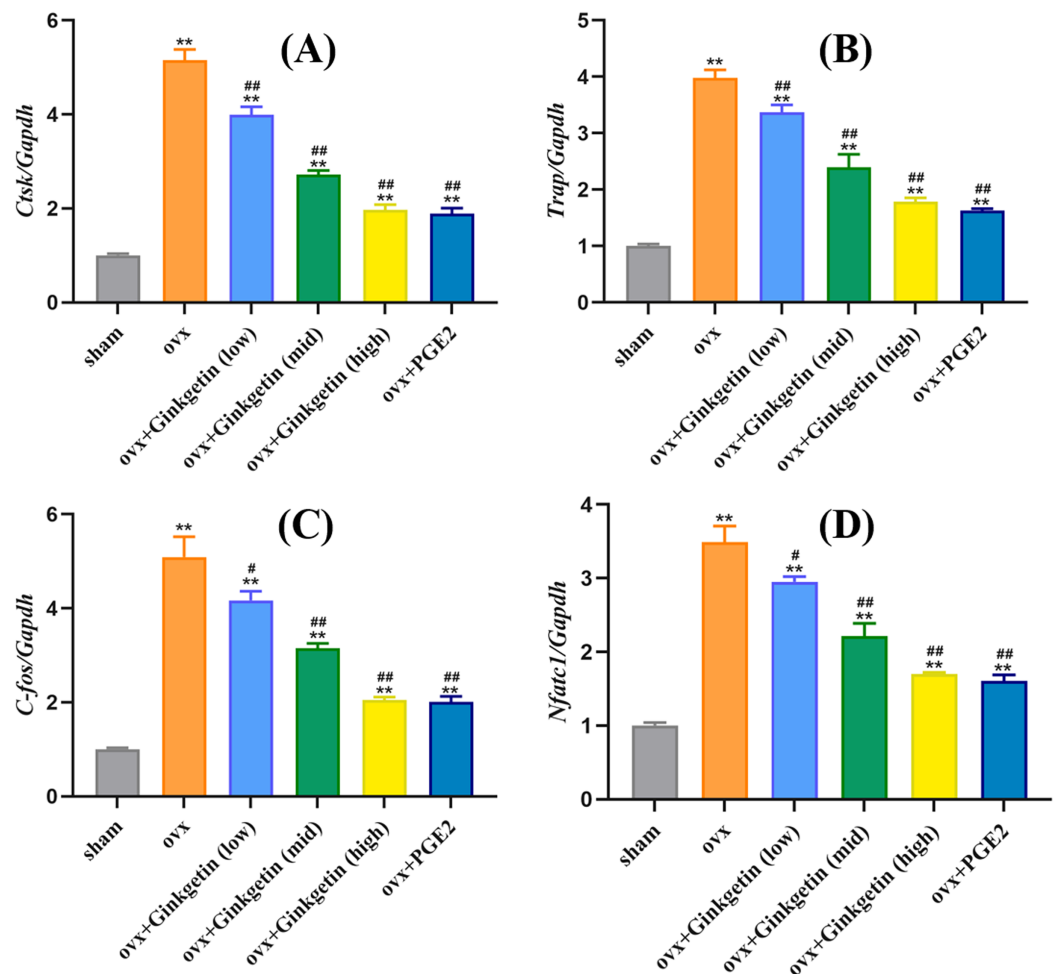 (A)
Ctsk/Gapdh
6
4
2
0
**
##
**
##
**
##
**
##
**
sham
ovx
ovx+Ginkgetin (low)
ovx+Ginkgetin (mid)
ovx+Ginkgetin (high)
ovx+PGE2
(B)
Trap/Gapdh
5
4
3
2
1
0
**
##
**
##
**
##
**
##
**
sham
ovx
ovx+Ginkgetin (low)
ovx+Ginkgetin (mid)
ovx+Ginkgetin (high)
ovx+PGE2
(C)
C-fos/Gapdh
6
4
2
0
**
#
**
##
**
##
**
##
**
sham
ovx
ovx+Ginkgetin (low)
ovx+Ginkgetin (mid)
ovx+Ginkgetin (high)
ovx+PGE2
(D)
Nfatc1/Gapdh
4
3
2
1
0
**
#
**
##
**
##
**
##
**
sham
ovx
ovx+Ginkgetin (low)
ovx+Ginkgetin (mid)
ovx+Ginkgetin (high)
ovx+PGE2